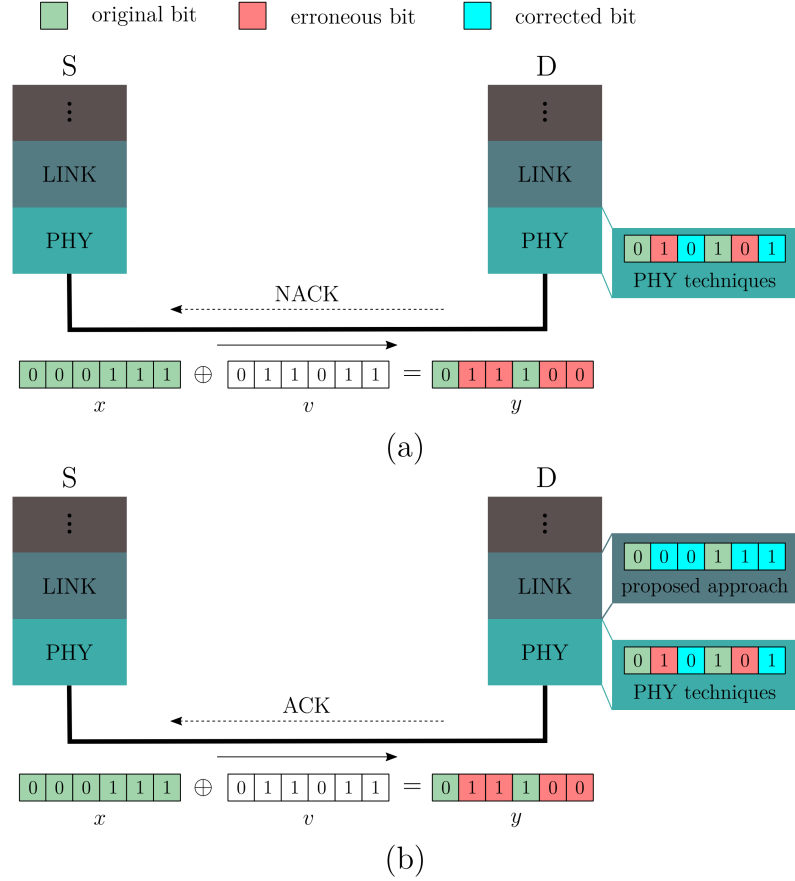 original bit erroneous bit corrected bit
S D
⋮ ⋮
LINK LINK
PHY PHY
0 1 0 1 0 1
PHY techniques
NACK
0 0 0 1 1 1 ⊕ 0 1 1 0 1 1 = 0 1 1 1 0 0
x v y
(a)
S D
⋮ ⋮
0 0 0 1 1 1
LINK LINK proposed approach
PHY PHY
0 1 0 1 0 1
PHY techniques
ACK
0 0 0 1 1 1 ⊕ 0 1 1 0 1 1 = 0 1 1 1 0 0
x v y
(b)